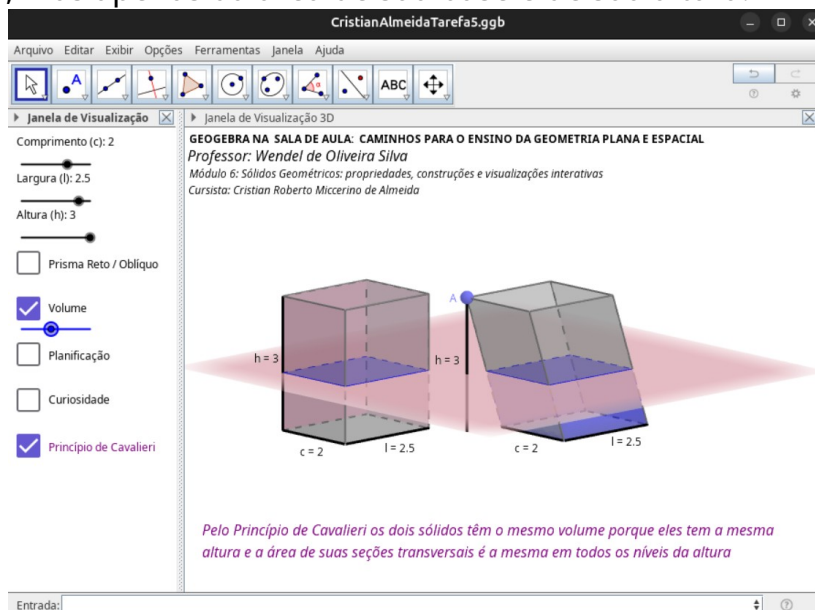 CristianAlmeidaTarefa5.ggb
Arquivo Editar Exibir Opções Ferramentas Janela Ajuda
A
ABC
Janela de Visualização
Janela de Visualização 3D
Comprimento (c): 2
Largura (l): 2.5
Altura (h): 3
Prisma Reto / Oblíquo
Volume
Planificação
Curiosidade
Princípio de Cavalieri
GEOGEBRA NA SALA DE AULA: CAMINHOS PARA O ENSINO DA GEOMETRIA PLANA E ESPACIAL
Professor: Wendel de Oliveira Silva
Módulo 6: Sólidos Geométricos: propriedades, construções e visualizações interativas
Cursista: Cristian Roberto Miccerino de Almeida
A
h = 3
h = 3
c = 2
l = 2.5
c = 2
l = 2.5
Pelo Princípio de Cavalieri os dois sólidos têm o mesmo volume porque eles tem a mesma
altura e a área de suas seções transversais é a mesma em todos os níveis da altura
Entrada: